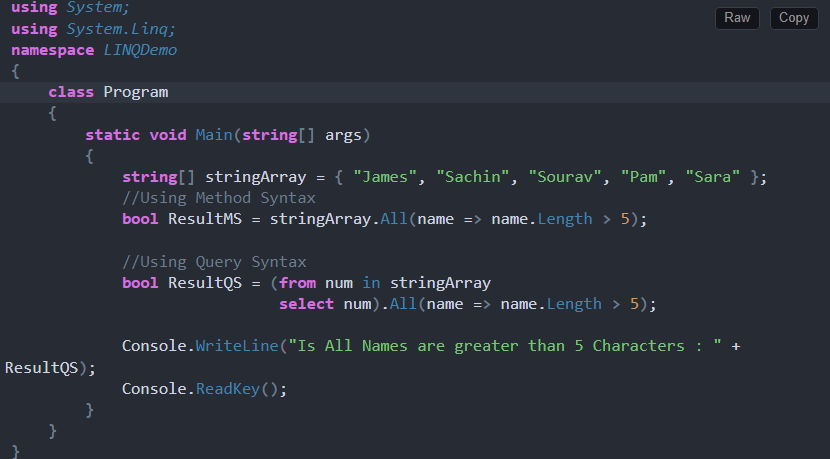 using System;
using System.Linq;
namespace LINQDemo
{
    class Program
    {
        static void Main(string[] args)
        {
            string[] stringArray = { "James", "Sachin", "Sourav", "Pam", "Sara" };
            //Using Method Syntax
            bool ResultMS = stringArray.All(name => name.Length > 5);

            //Using Query Syntax
            bool ResultQS = (from num in stringArray
                             select num).All(name => name.Length > 5);

            Console.WriteLine("Is All Names are greater than 5 Characters : " +
ResultQS);
            Console.ReadKey();
        }
    }
}
Raw
Copy